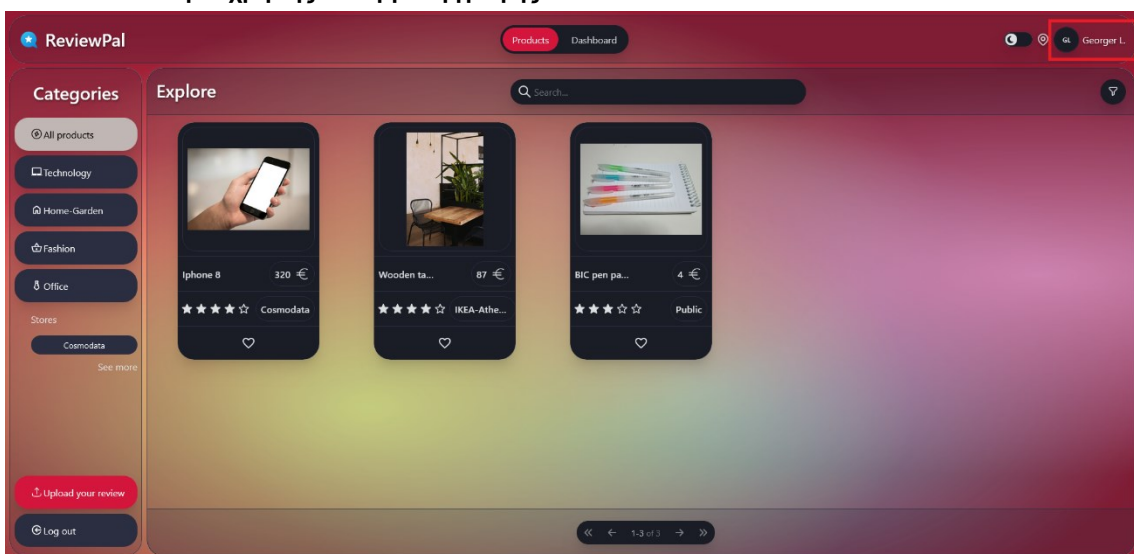 ReviewPal
Products Dashboard
GL Georger L.
Categories
Explore
Search...
All products
Technology
Home-Garden
Fashion
Office
Stores
Cosmodata
See more
Iphone 8 320 €
Cosmodata
Wooden ta... 87 €
IKEA-Athe...
BIC pen pa... 4 €
Public
Upload your review
Log out
1-3 of 3